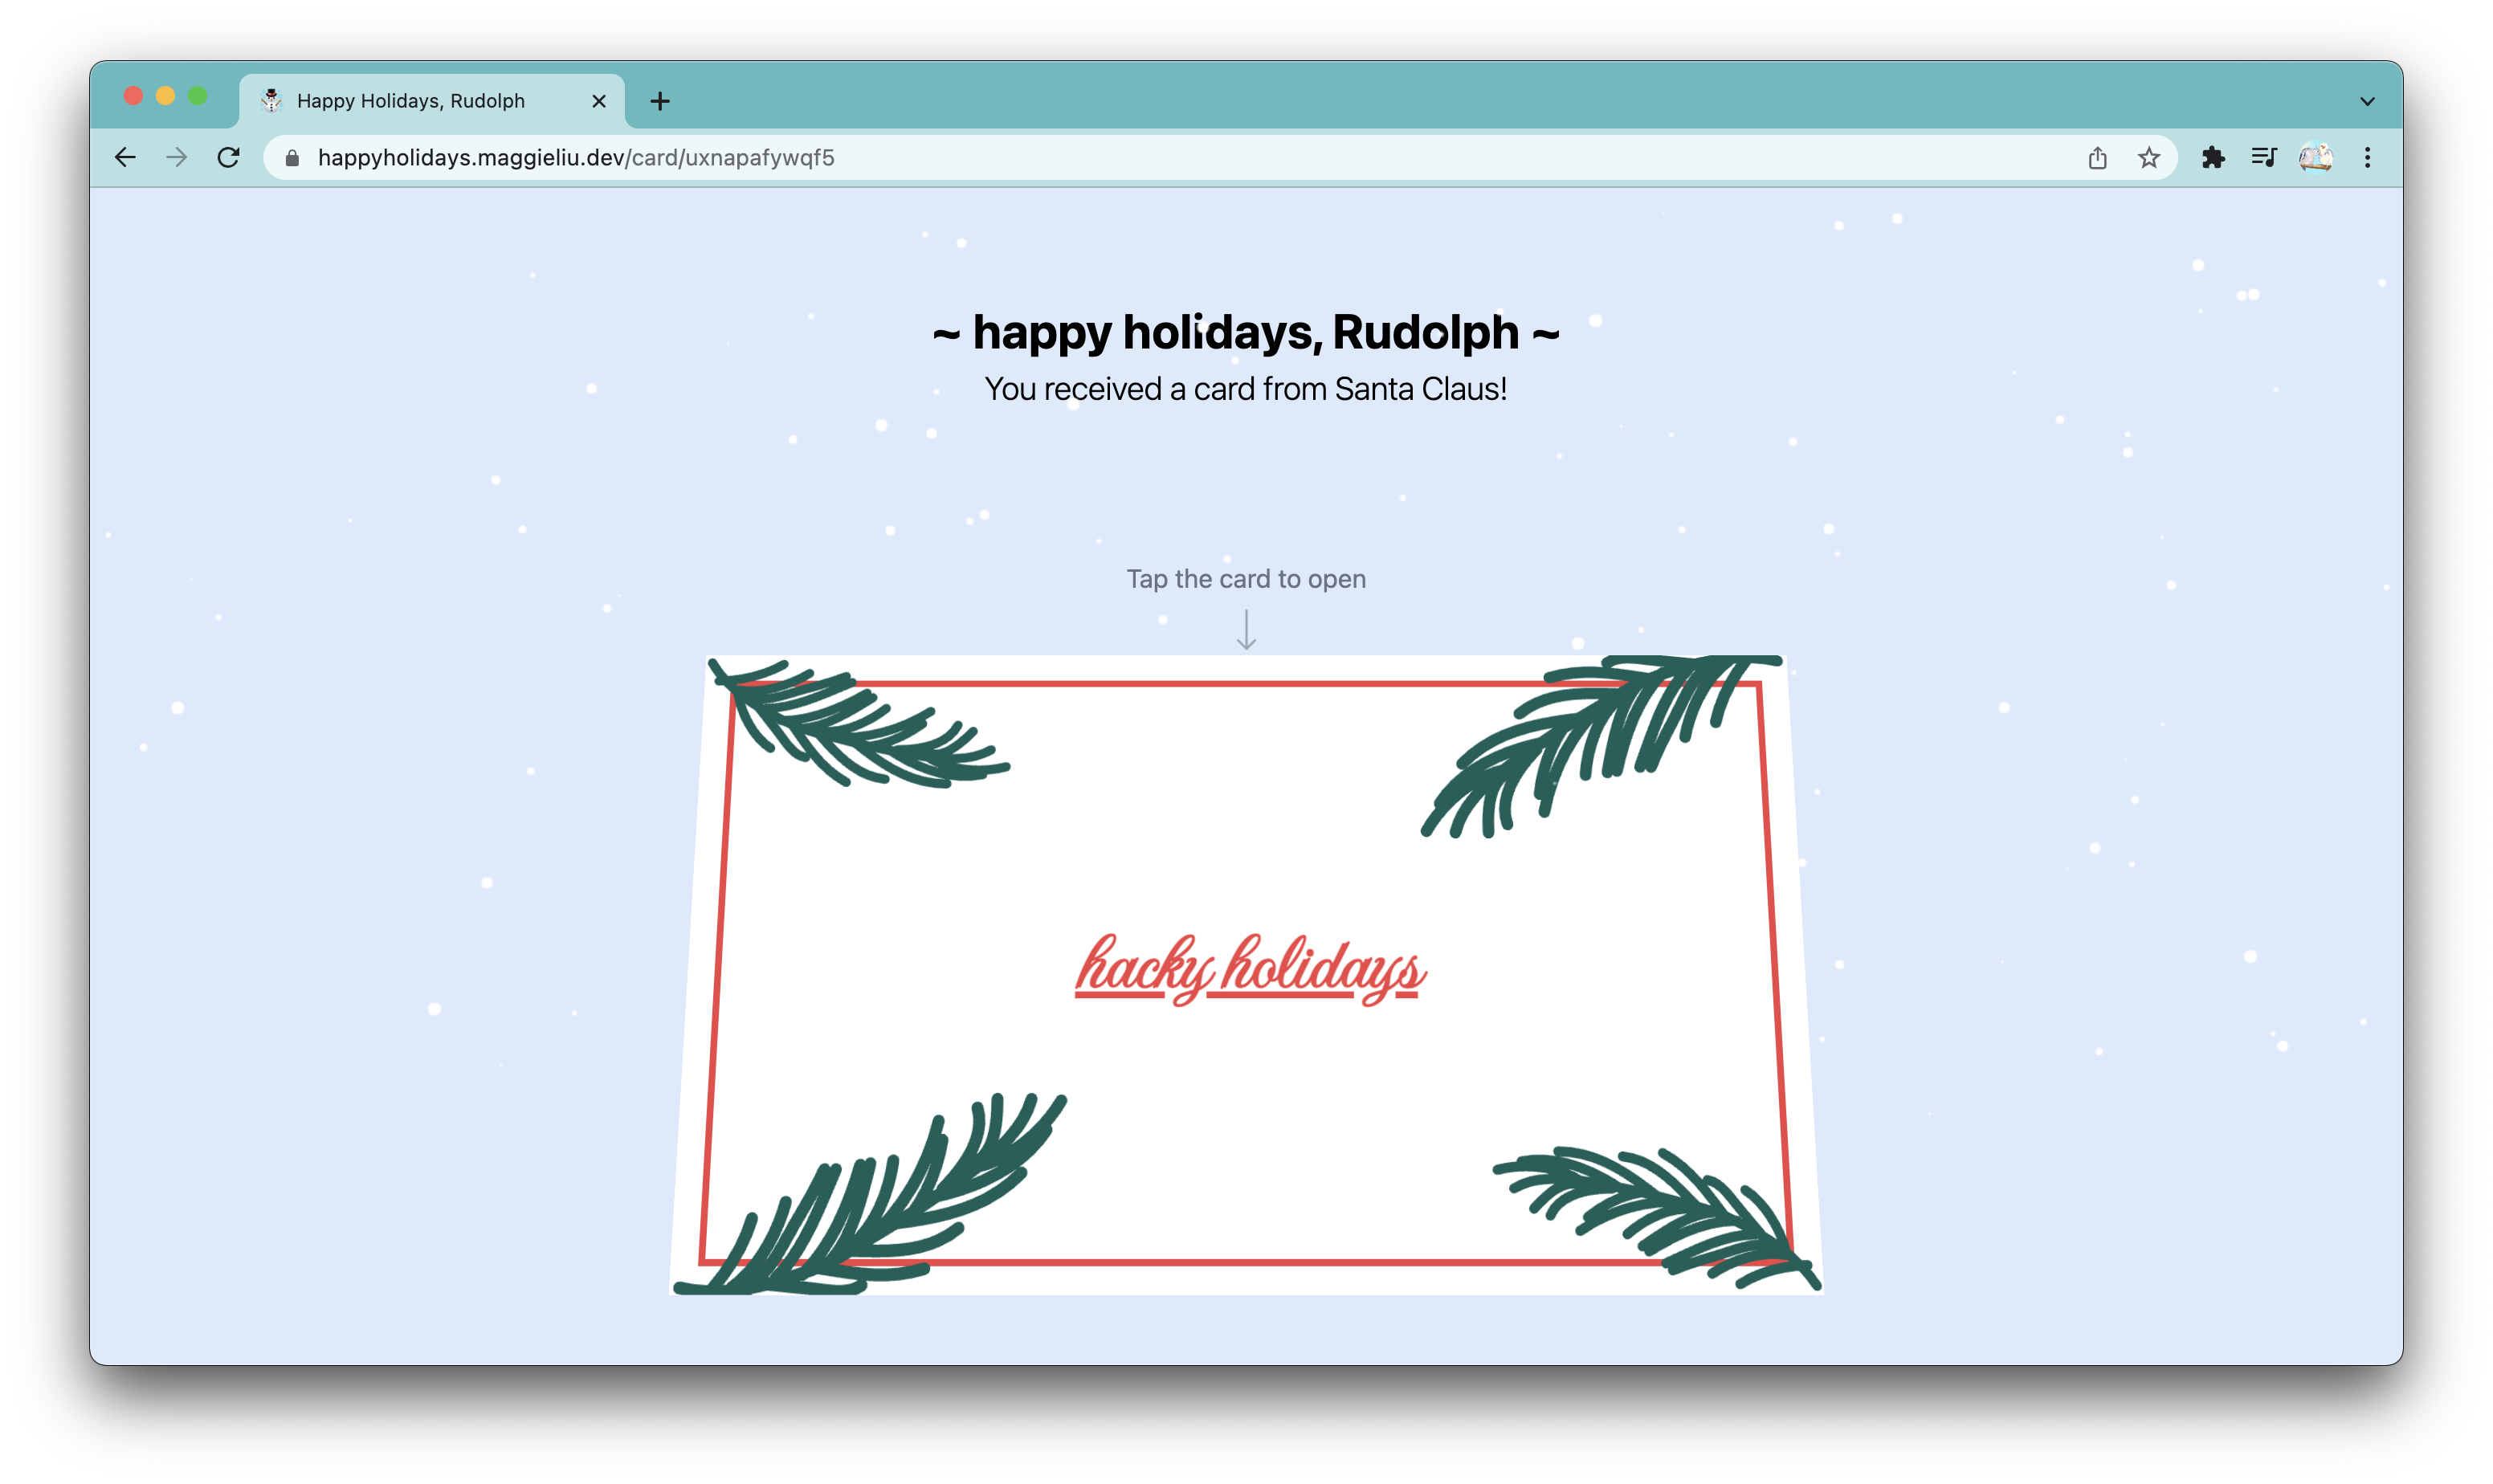 Happy Holidays, Rudolph
happyholidays.maggieliu.dev/card/uxnapafywqf5
~ happy holidays, Rudolph ~
You received a card from Santa Claus!
Tap the card to open
hacky holidays